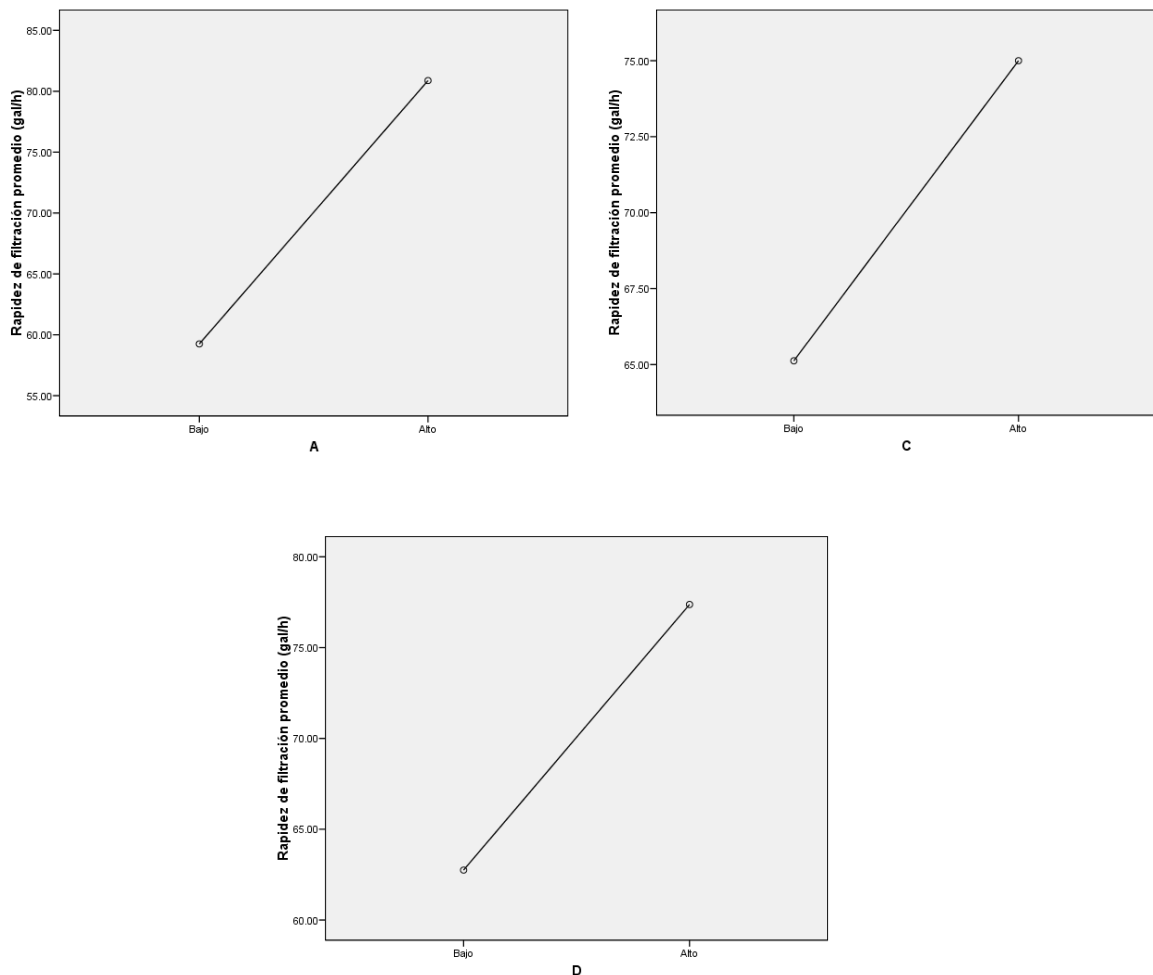 Rapidez de filtración promedio (gal/h)
85.00
80.00
75.00
70.00
65.00
60.00
55.00
Bajo
Alto
A
Rapidez de filtración promedio (gal/h)
75.00
72.50
70.00
67.50
65.00
Bajo
Alto
C
Rapidez de filtración promedio (gal/h)
80.00
75.00
70.00
65.00
60.00
Bajo
Alto
D